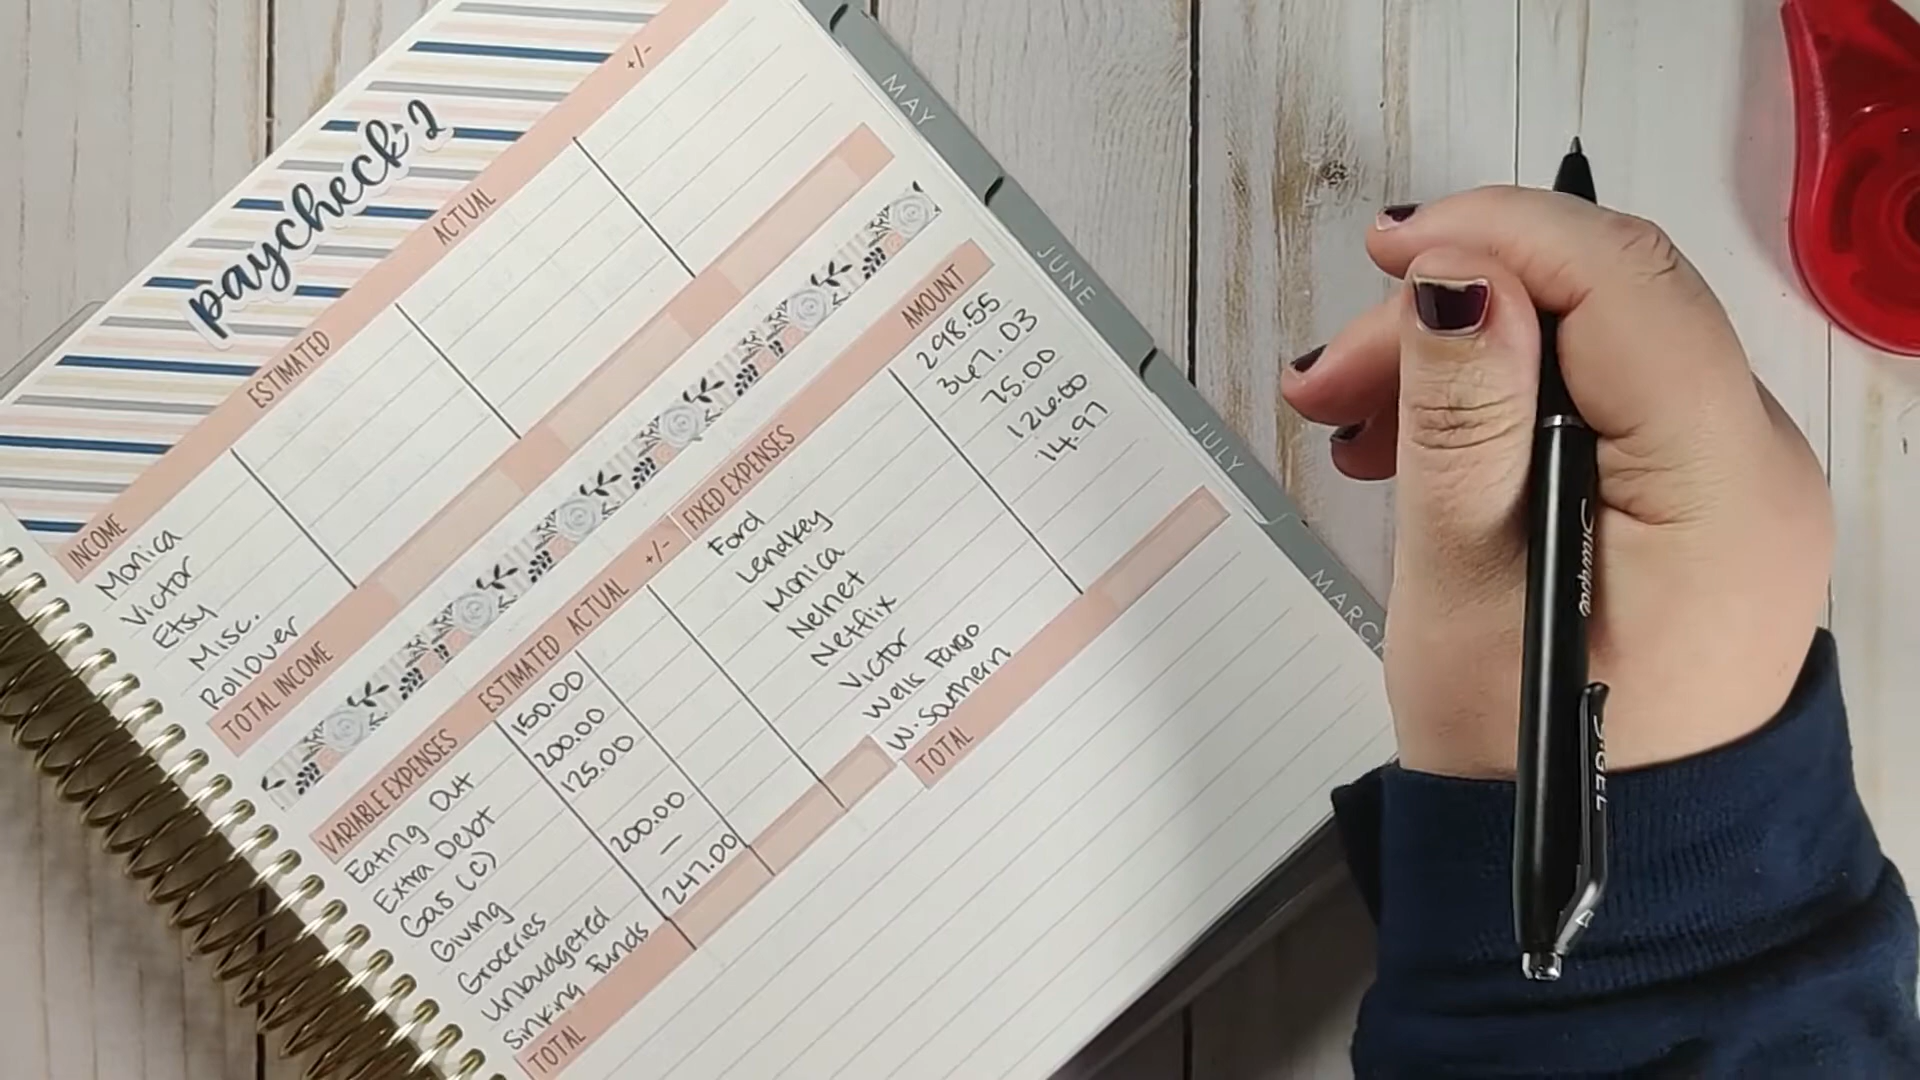 paycheck 2
INCOME ESTIMATED ACTUAL +/-
Monica
Victor
Etsy
Misc.
Rollover
TOTAL INCOME
VARIABLE EXPENSES ESTIMATED ACTUAL +/-
Eating Out 150.00
Extra Debt 200.00
Gas (C) 125.00
Giving
Groceries 200.00
Unbudgeted —
Sinking Funds 247.00
TOTAL
FIXED EXPENSES AMOUNT
Ford 298.55
Lendkey 367.03
Monica 75.00
Nelnet 126.00
Netflix 14.97
Victor
Wells Fargo
W. Southern
TOTAL
MAY
JUNE
JULY
MARCH
Sharpie
S·GEL